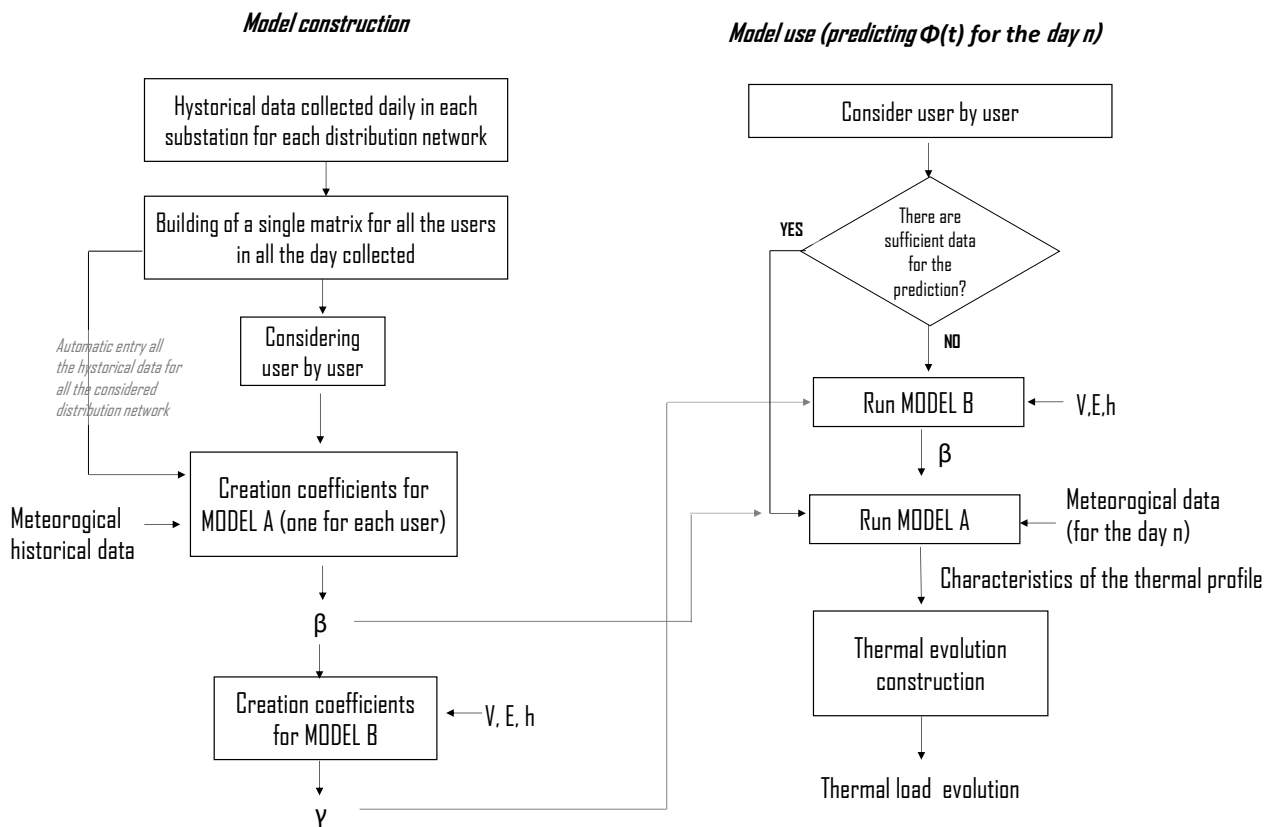 Model construction
Hystorical data collected daily in each
substation for each distribution network
Building of a single matrix for all the users
in all the day collected
Considering
user by user
Automatic entry all
the hystorical data for
all the considered
distribution network
Creation coefficients for
MODEL A (one for each user)
Meteorogical
historical data
β
Creation coefficients
for MODEL B
V, E, h
γ
Model use (predicting Φ(t) for the day n)
Consider user by user
There are
sufficient data
for the
prediction?
YES
NO
Run MODEL B
V,E,h
β
Run MODEL A
Meteorogical data
(for the day n)
Characteristics of the thermal profile
Thermal evolution
construction
Thermal load evolution